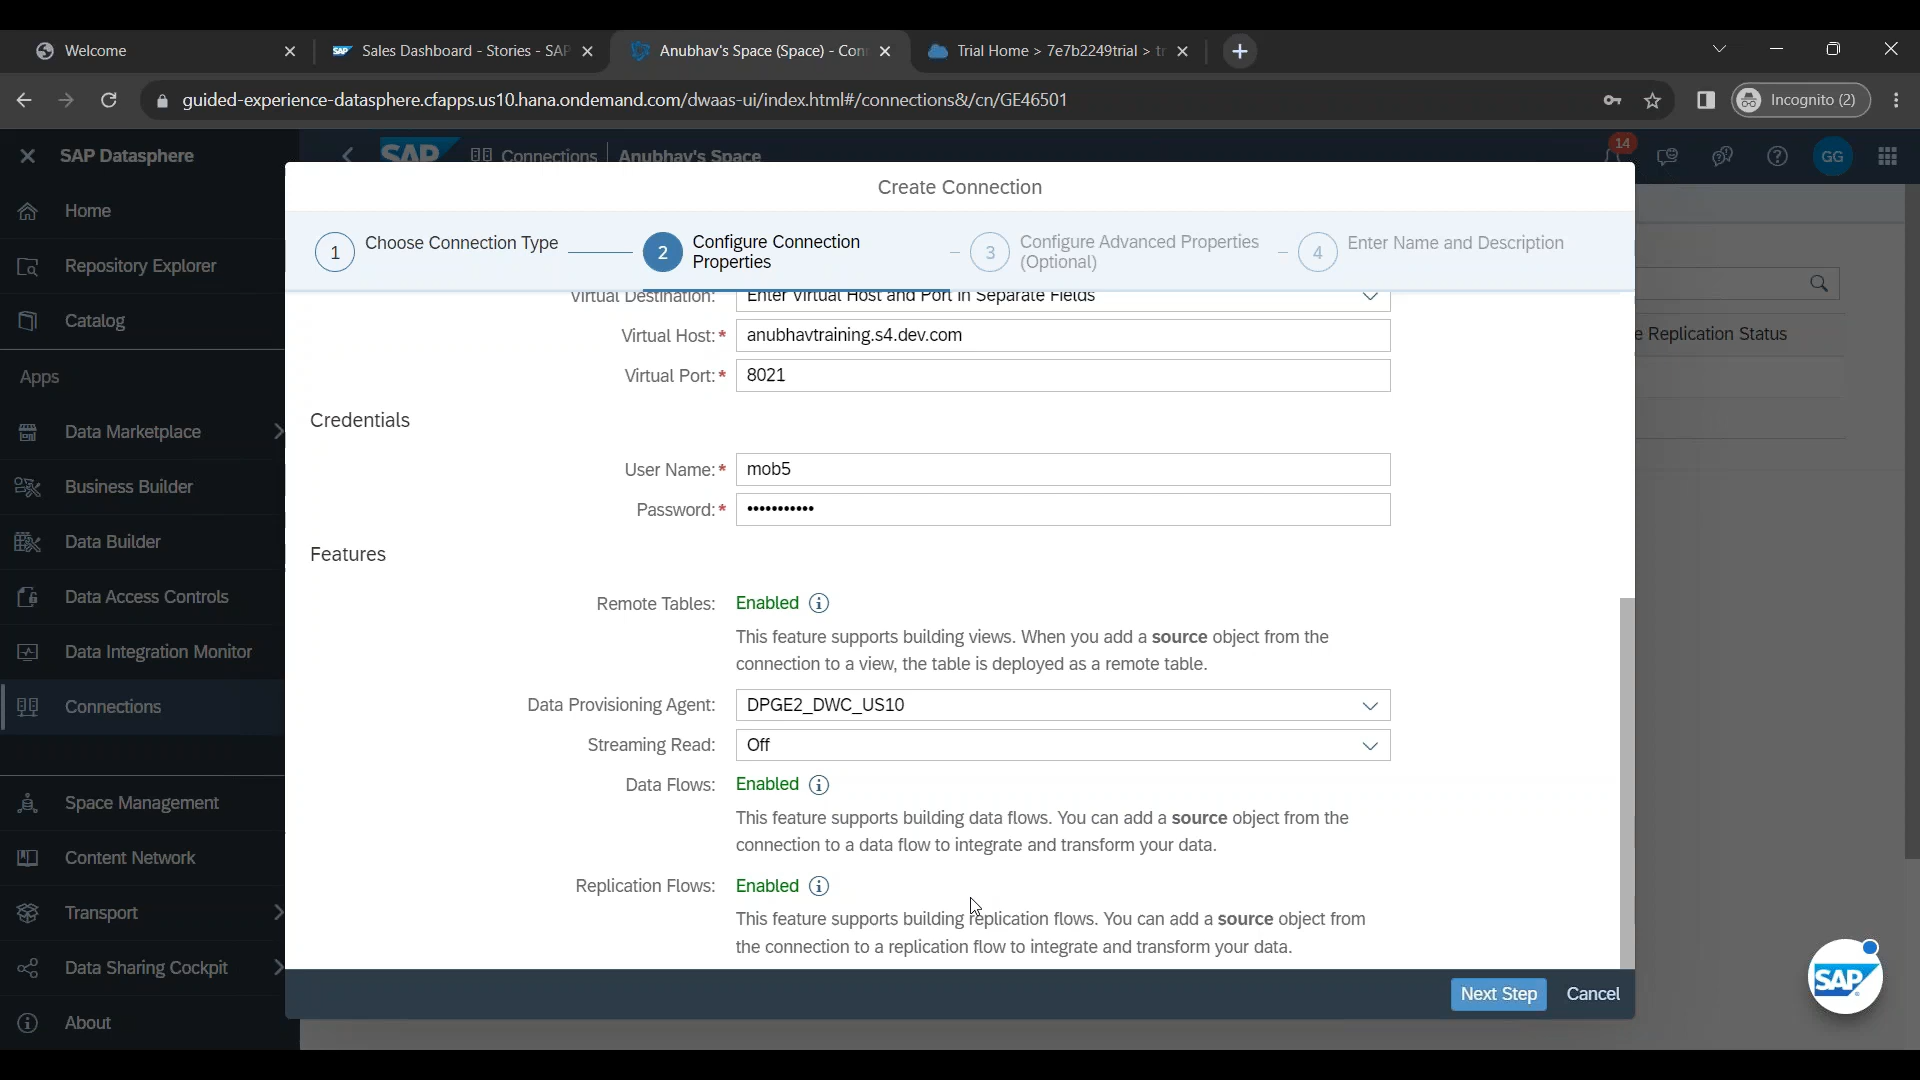 Welcome
Sales Dashboard - Stories - SAP
Anubhav's Space (Space) - Con
Trial Home > 7e7b2249trial > tr
guided-experience-datasphere.cfapps.us10.hana.ondemand.com/dwaas-ui/index.html#/connections&/cn/GE46501
Incognito (2)
SAP Datasphere
SAP
Connections
Anubhav's Space
14
GG
Create Connection
1
Choose Connection Type
2
Configure Connection
Properties
3
Configure Advanced Properties
(Optional)
4
Enter Name and Description
Home
Repository Explorer
Catalog
Apps
Data Marketplace
Business Builder
Data Builder
Data Access Controls
Data Integration Monitor
Connections
Space Management
Content Network
Transport
Data Sharing Cockpit
About
Virtual Destination: Enter Virtual Host and Port in Separate Fields
Virtual Host:* anubhavtraining.s4.dev.com
Virtual Port:* 8021
Credentials
User Name:* mob5
Password:* •••••••••••
Features
Remote Tables: Enabled
This feature supports building views. When you add a source object from the
connection to a view, the table is deployed as a remote table.
Data Provisioning Agent: DPGE2_DWC_US10
Streaming Read: Off
Data Flows: Enabled
This feature supports building data flows. You can add a source object from the
connection to a data flow to integrate and transform your data.
Replication Flows: Enabled
This feature supports building replication flows. You can add a source object from
the connection to a replication flow to integrate and transform your data.
e Replication Status
Next Step
Cancel
SAP